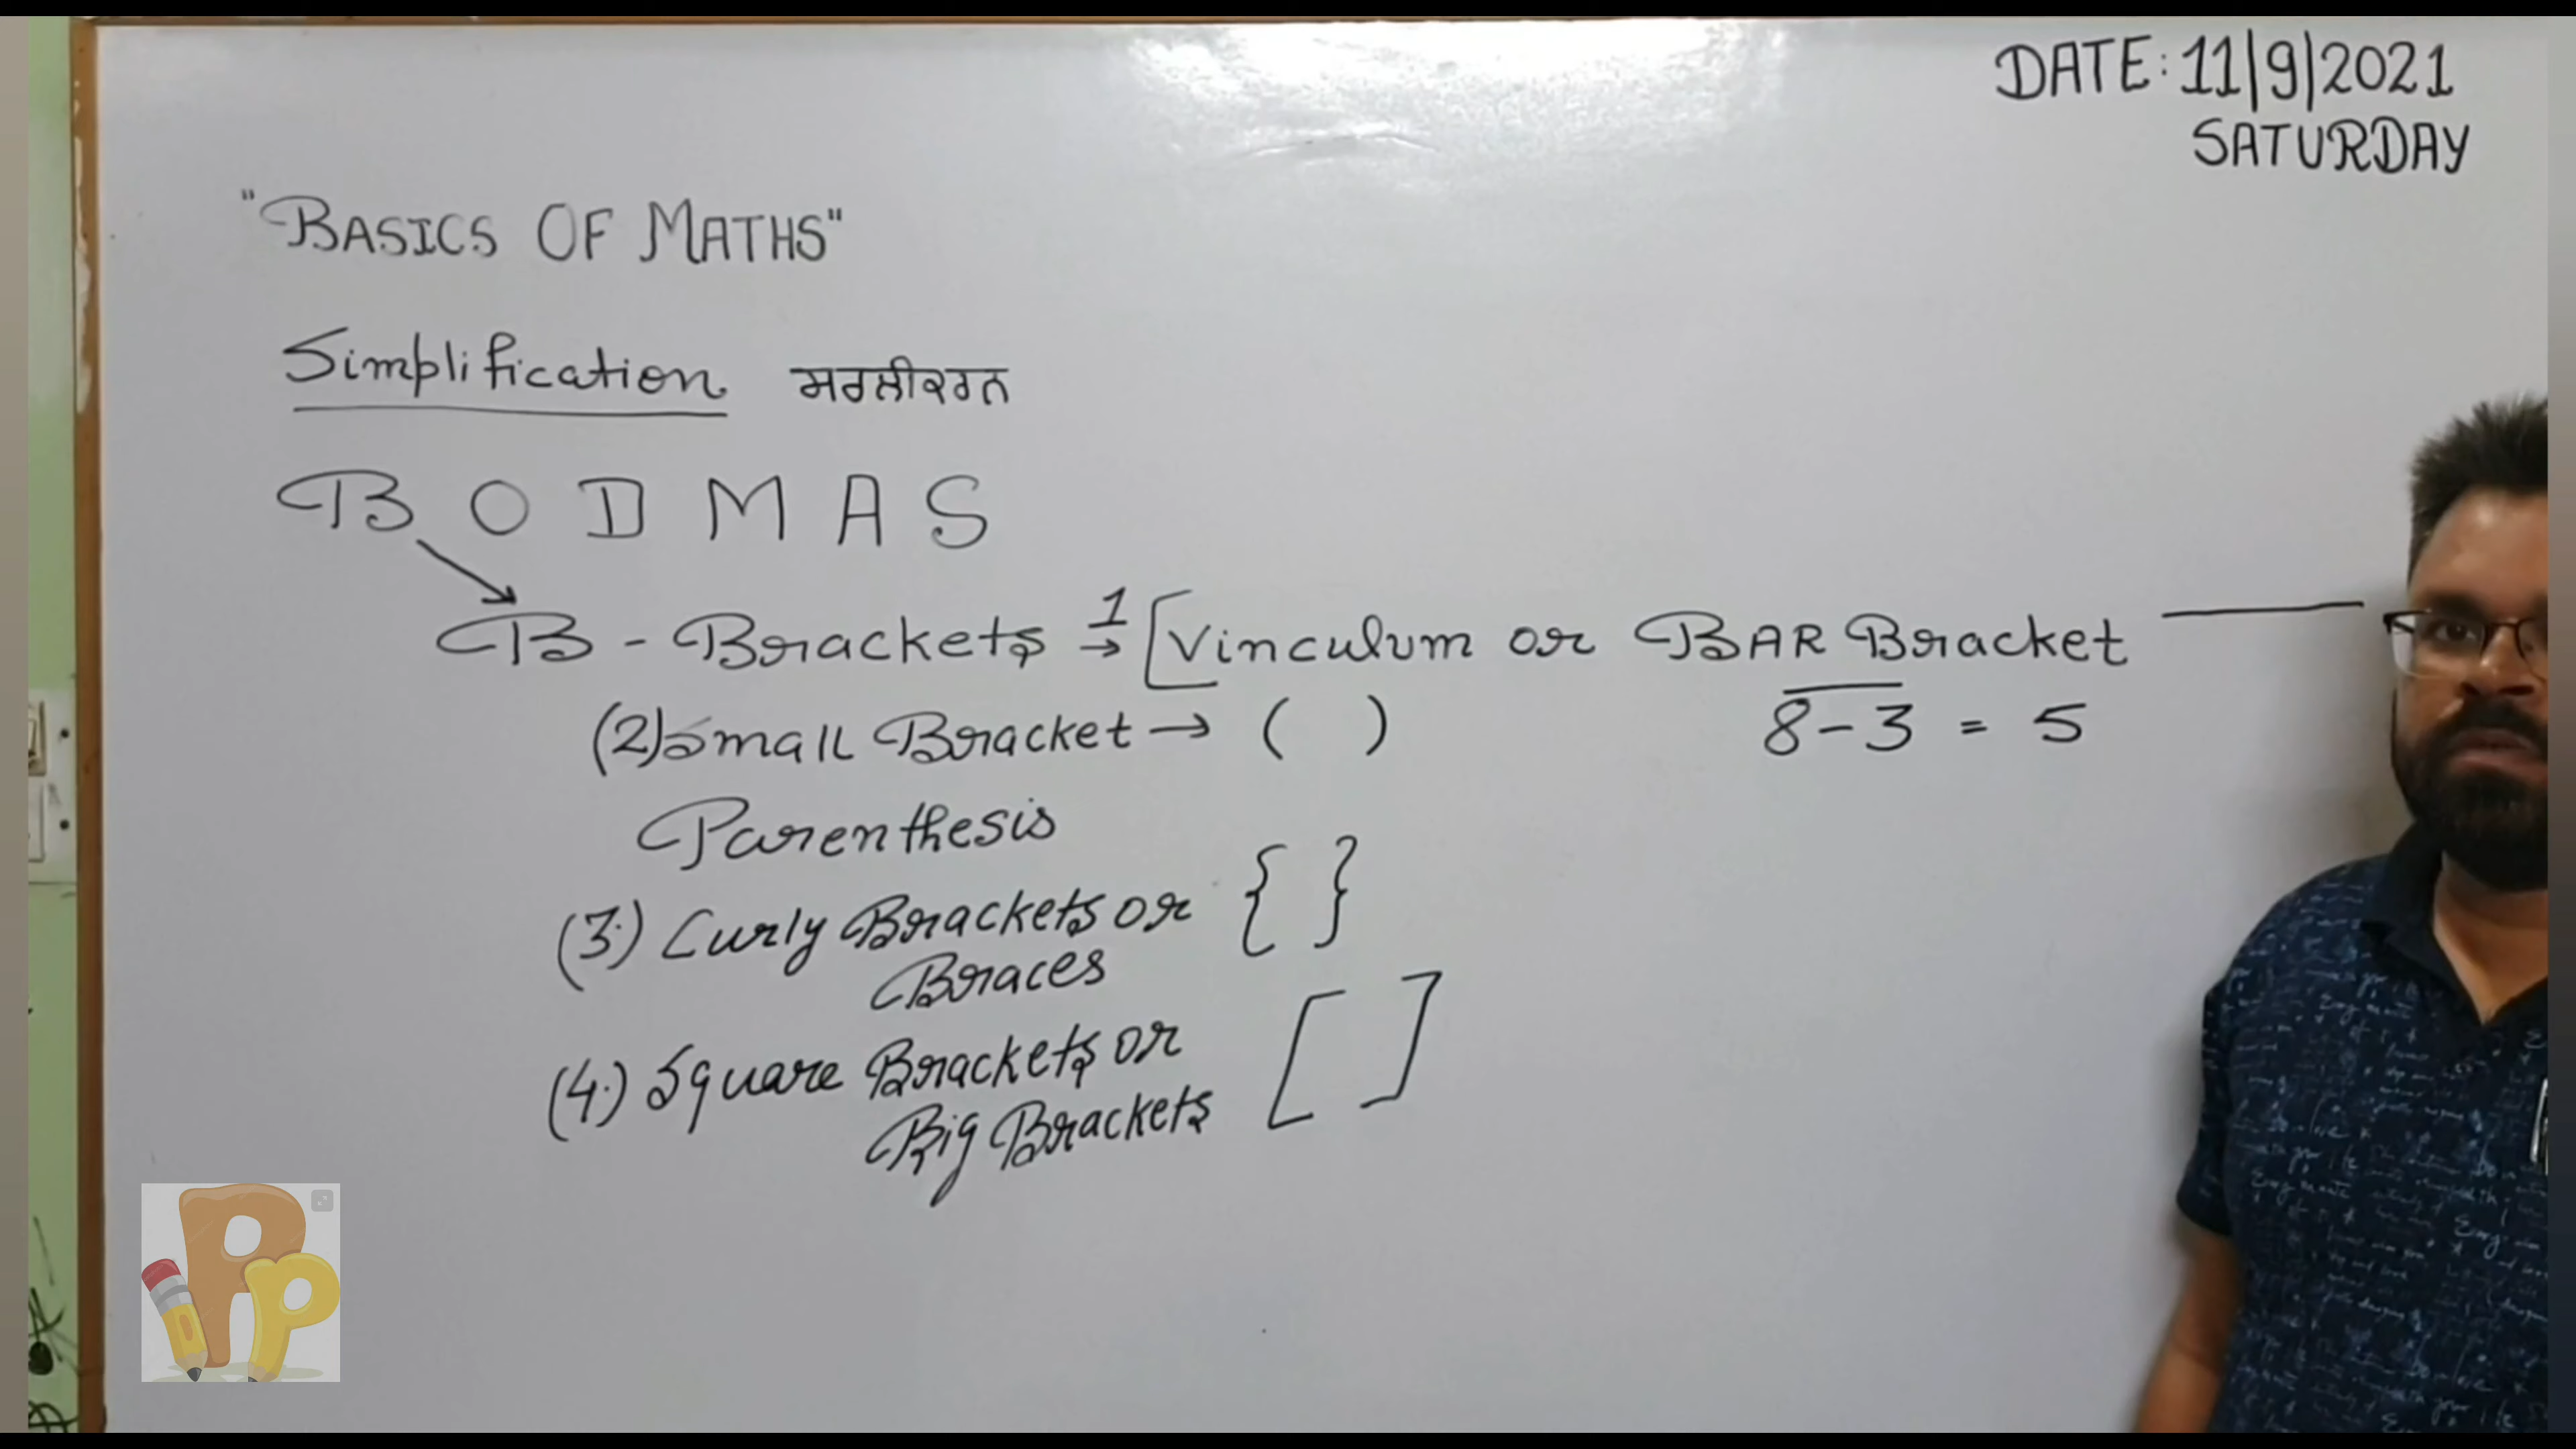 DATE: 11|9|2021
SATURDAY
"BASICS OF MATHS"
Simplification ਸਰਲੀਕਰਨ
B O D M A S
B - Brackets 1 → [Vinculum or BAR Bracket ‾‾‾
(2) Small Bracket → ( ) 8̅-̅3̅ = 5
Parenthesis
(3.) Curly Brackets or { }
Braces
(4.) Square Brackets or [ ]
Big Brackets
Pp